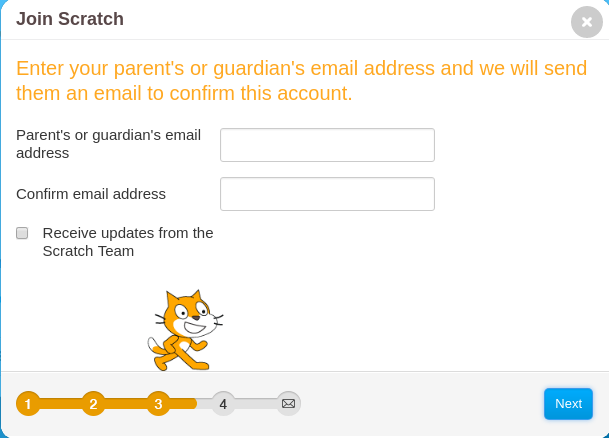 Join Scratch
Enter your parent's or guardian's email address and we will send
them an email to confirm this account.
Parent's or guardian's email
address
Confirm email address
Receive updates from the
Scratch Team
1 2 3 4
Next